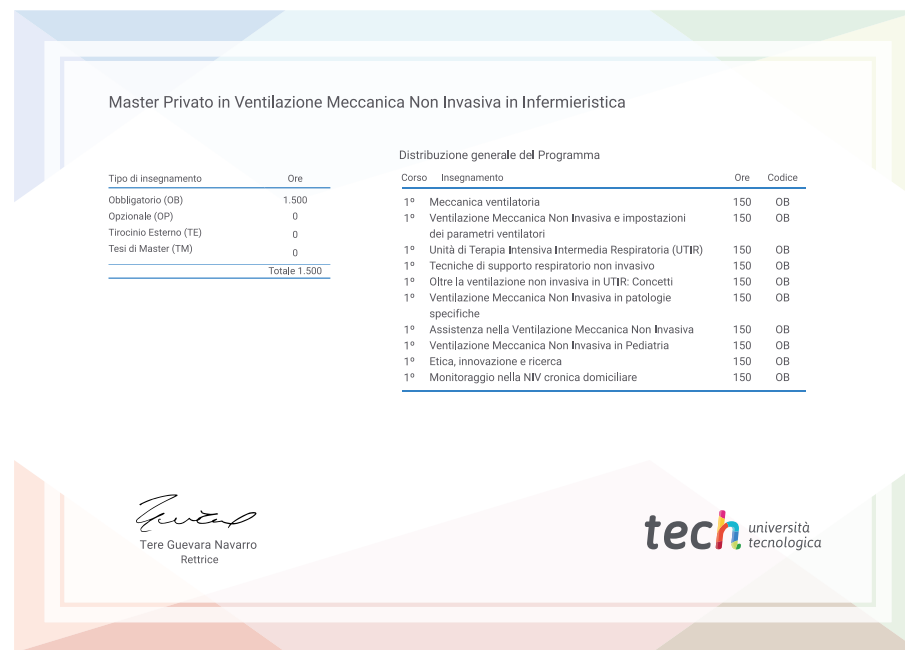 Master Privato in Ventilazione Meccanica Non Invasiva in Infermieristica
Tipo di insegnamento Ore
Obbligatorio (OB) 1.500
Opzionale (OP) 0
Tirocinio Esterno (TE) 0
Tesi di Master (TM) 0
Totale 1.500
Distribuzione generale del Programma
Corso Insegnamento Ore Codice
1º Meccanica ventilatoria 150 OB
1º Ventilazione Meccanica Non Invasiva e impostazioni 150 OB
dei parametri ventilatori
1º Unità di Terapia Intensiva Intermedia Respiratoria (UTIR) 150 OB
1º Tecniche di supporto respiratorio non invasivo 150 OB
1º Oltre la ventilazione non invasiva in UTIR: Concetti 150 OB
1º Ventilazione Meccanica Non Invasiva in patologie 150 OB
specifiche
1º Assistenza nella Ventilazione Meccanica Non Invasiva 150 OB
1º Ventilazione Meccanica Non Invasiva in Pediatria 150 OB
1º Etica, innovazione e ricerca 150 OB
1º Monitoraggio nella NIV cronica domiciliare 150 OB
Tere Guevara Navarro
Rettrice
tech università
tecnologica